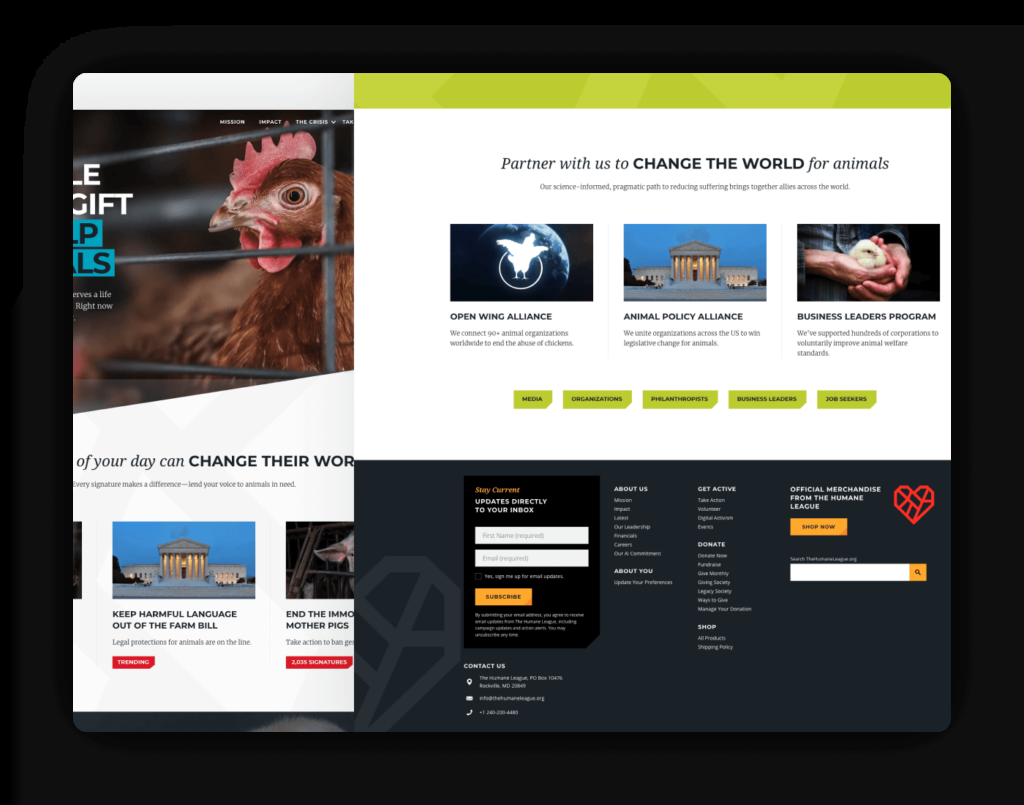 MISSION
IMPACT
THE CRISIS
TAK
LE
GIFT
LP
ALS
erves a life
Right now
of your day can CHANGE THEIR WOR
Every signature makes a difference—lend your voice to animals in need.
KEEP HARMFUL LANGUAGE
OUT OF THE FARM BILL
Legal protections for animals are on the line.
TRENDING
END THE IMMO
MOTHER PIGS
Take action to ban ges
2,035 SIGNATURES
Partner with us to CHANGE THE WORLD for animals
Our science-informed, pragmatic path to reducing suffering brings together allies across the world.
OPEN WING ALLIANCE
We connect 90+ animal organizations
worldwide to end the abuse of chickens.
ANIMAL POLICY ALLIANCE
We unite organizations across the US to win
legislative change for animals.
BUSINESS LEADERS PROGRAM
We've supported hundreds of corporations to
voluntarily improve animal welfare
standards.
MEDIA
ORGANIZATIONS
PHILANTHROPISTS
BUSINESS LEADERS
JOB SEEKERS
Stay Current
UPDATES DIRECTLY
TO YOUR INBOX
First Name (required)
Email (required)
Yes, sign me up for email updates.
SUBSCRIBE
By submitting your email address, you agree to receive
email updates from The Humane League, including
campaign updates and action alerts. You may
unsubscribe any time.
CONTACT US
The Humane League, PO Box 10476
Rockville, MD 20849
info@thehumaneleague.org
+1 240-200-4480
ABOUT US
Mission
Impact
Latest
Our Leadership
Financials
Careers
Our AI Commitment
ABOUT YOU
Update Your Preferences
GET ACTIVE
Take Action
Volunteer
Digital Activism
Events
DONATE
Donate Now
Fundraise
Give Monthly
Giving Society
Legacy Society
Ways to Give
Manage Your Donation
SHOP
All Products
Shipping Policy
OFFICIAL MERCHANDISE
FROM THE HUMANE
LEAGUE
SHOP NOW
Search TheHumaneLeague.org